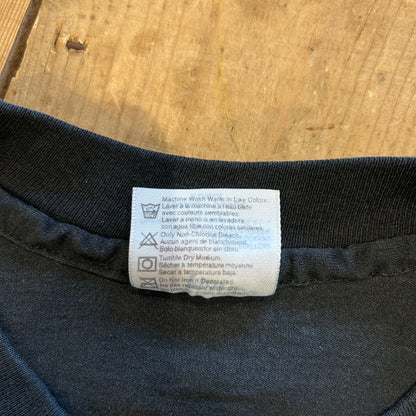 Machine Wash Warm in Like Colors.
Laver à la machine à l'eau tiède
avec couleurs semblables.
Lavar a mano o en lavadora
con agua tibia con colores similares.
Only Non-Chlorine Bleach.
Aucun agent de blanchiment.
Solo blanqueador sin cloro.
Tumble Dry Medium.
Sécher à température moyenne.
Secar a temperatura baja.
Do Not Iron if Decorated.